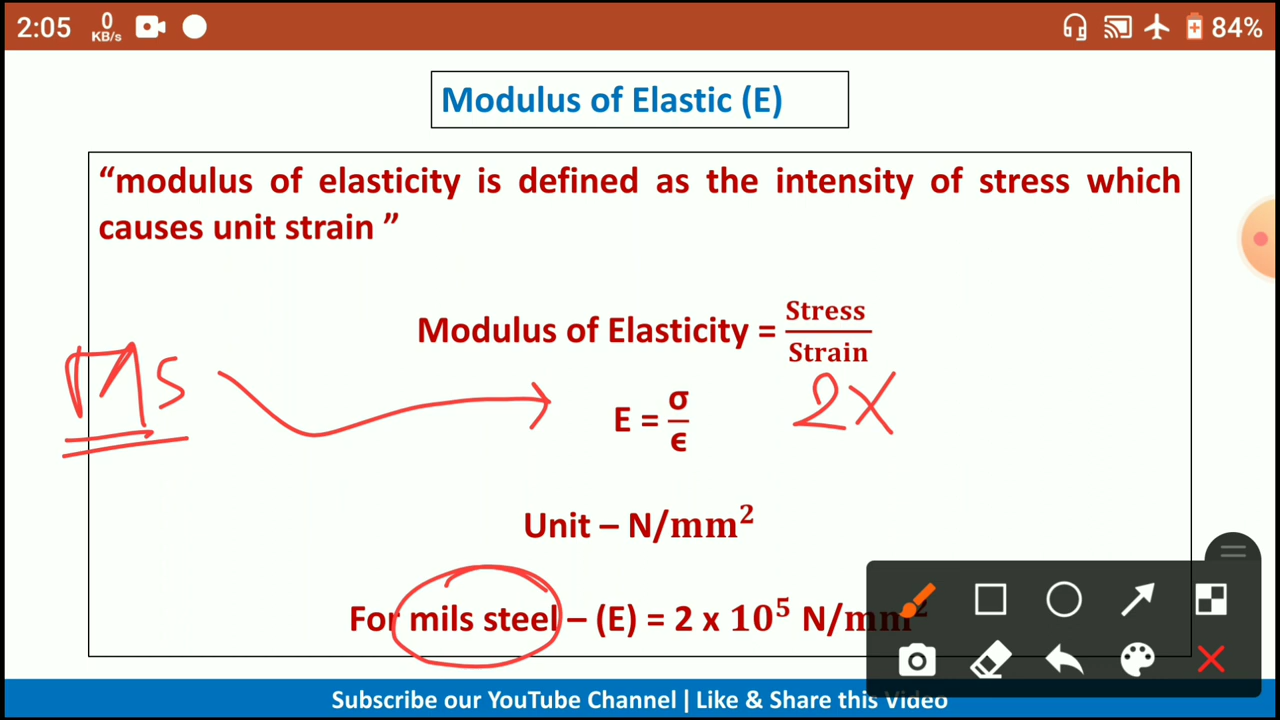 2:05 0 KB/s 84%
Modulus of Elastic (E)
“modulus of elasticity is defined as the intensity of stress which
causes unit strain ”
Modulus of Elasticity = Stress/Strain
MS
E = σ/ϵ 2X
Unit – N/mm²
For mils steel – (E) = 2 x 10⁵ N/mm²
Subscribe our YouTube Channel | Like & Share this Video